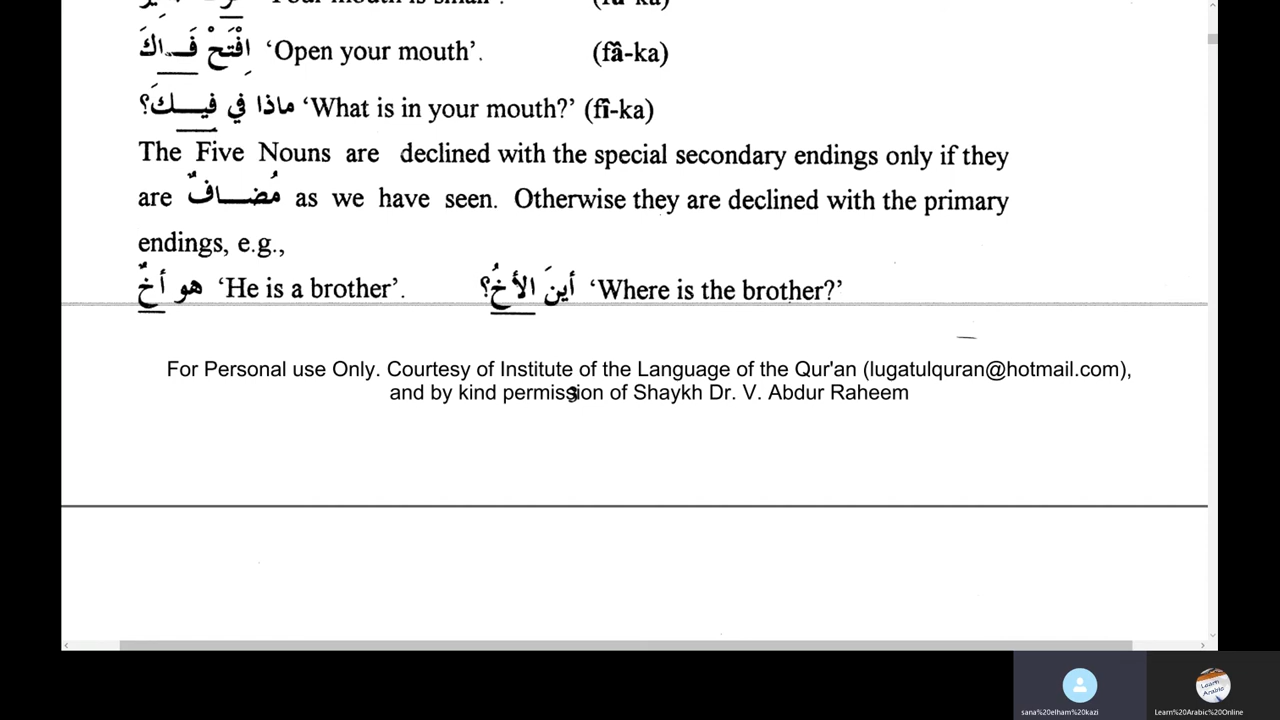 اِفْتَحْ فَــاكَ ‘Open your mouth’. (fâ-ka)
ماذا في فيــكَ؟ ‘What is in your mouth?’ (fî-ka)
The Five Nouns are declined with the special secondary endings only if they
are مُضــافٌ as we have seen. Otherwise they are declined with the primary
endings, e.g.,
هو أخٌ ‘He is a brother’. أينَ الأخُ؟ ‘Where is the brother?’
For Personal use Only. Courtesy of Institute of the Language of the Qur'an (lugatulquran@hotmail.com),
and by kind permission of Shaykh Dr. V. Abdur Raheem
3
sana%20elham%20kazi
Learn%20Arabic%20Online